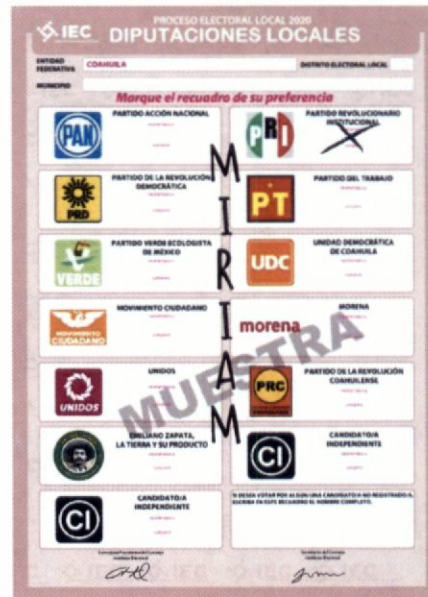 PROCESO ELECTORAL LOCAL 2020
IEC DIPUTACIONES LOCALES
ENTIDAD FEDERATIVA COAHUILA DISTRITO ELECTORAL LOCAL
MUNICIPIO
Marque el recuadro de su preferencia
PAN
PARTIDO ACCIÓN NACIONAL
PRI
PARTIDO REVOLUCIONARIO
INSTITUCIONAL
PRD
PARTIDO DE LA REVOLUCIÓN
DEMOCRÁTICA
PT
PARTIDO DEL TRABAJO
VERDE
PARTIDO VERDE ECOLOGISTA
DE MÉXICO
UDC
UNIDAD DEMOCRÁTICA
DE COAHUILA
MOVIMIENTO
CIUDADANO
MOVIMIENTO CIUDADANO
morena
MORENA
UNIDOS
UNIDOS
PRC
PARTIDO DE LA REVOLUCIÓN
COAHUILENSE
EMILIANO ZAPATA,
LA TIERRA Y SU PRODUCTO
CI
CANDIDATO/A
INDEPENDIENTE
CI
CANDIDATO/A
INDEPENDIENTE
SI DESEA VOTAR POR ALGÚN/UNA CANDIDATO/A NO REGISTRADO/A,
ESCRIBA EN ESTE RECUADRO EL NOMBRE COMPLETO.
MIRIAM
MUESTRA